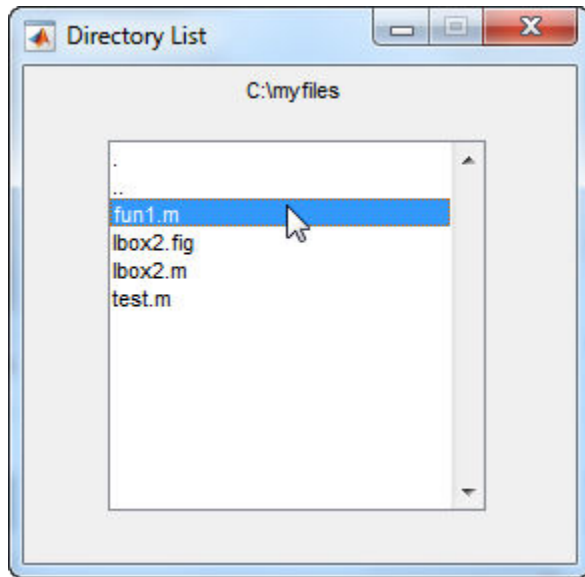 Directory List
C:\myfiles
.
..
fun1.m
lbox2.fig
lbox2.m
test.m